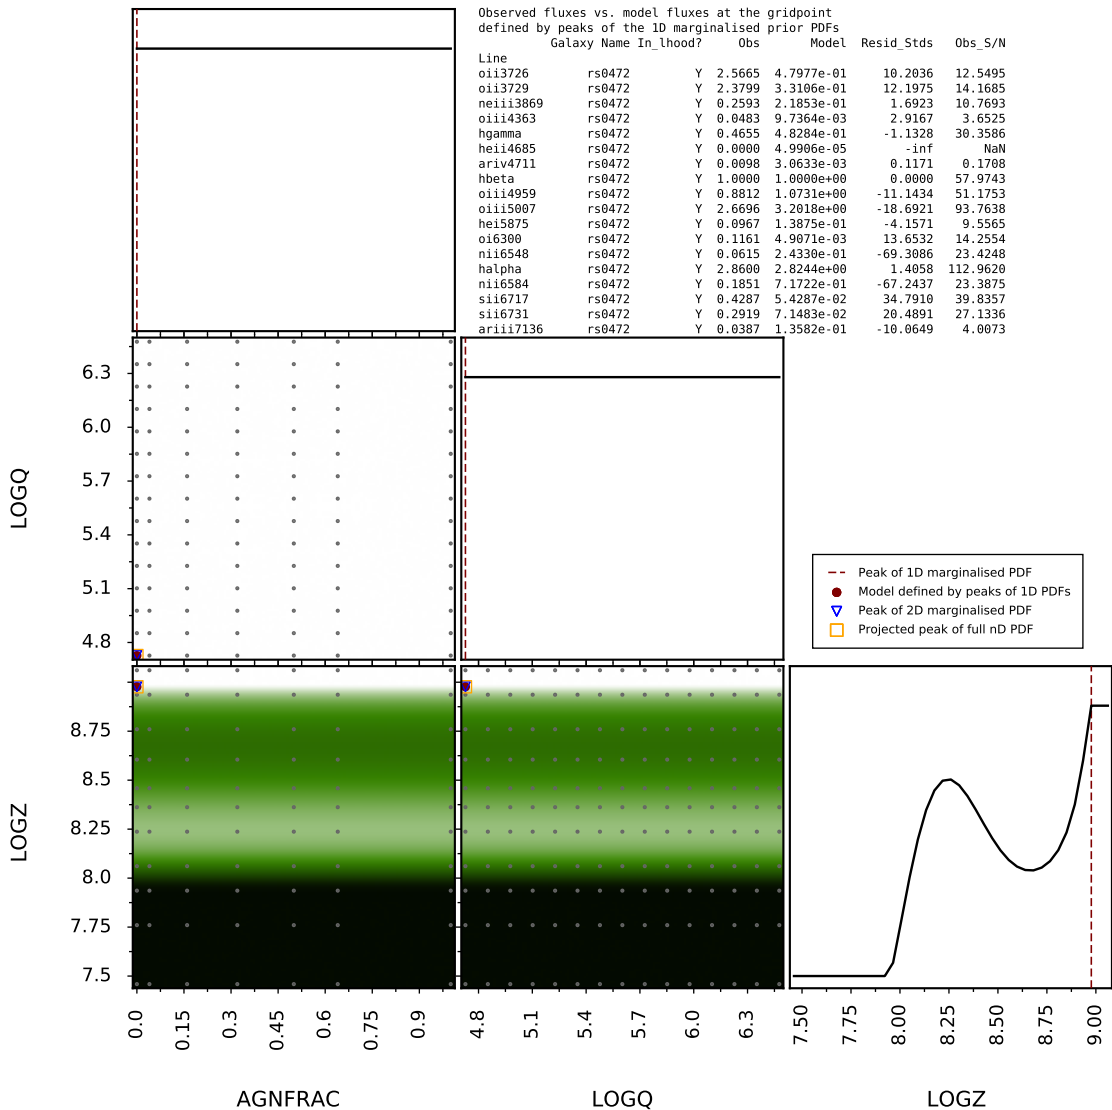 Observed fluxes vs. model fluxes at the gridpoint
defined by peaks of the 1D marginalised prior PDFs
Galaxy Name In_lhood? Obs Model Resid_Stds Obs_S/N
Line
oii3726 rs0472 Y 2.5665 4.7977e-01 10.2036 12.5495
oii3729 rs0472 Y 2.3799 3.3106e-01 12.1975 14.1685
neiii3869 rs0472 Y 0.2593 2.1853e-01 1.6923 10.7693
oiii4363 rs0472 Y 0.0483 9.7364e-03 2.9167 3.6525
hgamma rs0472 Y 0.4655 4.8284e-01 -1.1328 30.3586
heii4685 rs0472 Y 0.0000 4.9906e-05 -inf NaN
ariv4711 rs0472 Y 0.0098 3.0633e-03 0.1171 0.1708
hbeta rs0472 Y 1.0000 1.0000e+00 0.0000 57.9743
oiii4959 rs0472 Y 0.8812 1.0731e+00 -11.1434 51.1753
oiii5007 rs0472 Y 2.6696 3.2018e+00 -18.6921 93.7638
hei5875 rs0472 Y 0.0967 1.3875e-01 -4.1571 9.5565
oi6300 rs0472 Y 0.1161 4.9071e-03 13.6532 14.2554
nii6548 rs0472 Y 0.0615 2.4330e-01 -69.3086 23.4248
halpha rs0472 Y 2.8600 2.8244e+00 1.4058 112.9620
nii6584 rs0472 Y 0.1851 7.1722e-01 -67.2437 23.3875
sii6717 rs0472 Y 0.4287 5.4287e-02 34.7910 39.8357
sii6731 rs0472 Y 0.2919 7.1483e-02 20.4891 27.1336
ariii7136 rs0472 Y 0.0387 1.3582e-01 -10.0649 4.0073
LOGQ
6.3
6.0
5.7
5.4
5.1
4.8
Peak of 1D marginalised PDF
Model defined by peaks of 1D PDFs
Peak of 2D marginalised PDF
Projected peak of full nD PDF
LOGZ
8.75
8.5
8.25
8.0
7.75
7.5
0.0 0.15 0.3 0.45 0.6 0.75 0.9
4.8 5.1 5.4 5.7 6.0 6.3
7.50 7.75 8.00 8.25 8.50 8.75 9.00
AGNFRAC LOGQ LOGZ